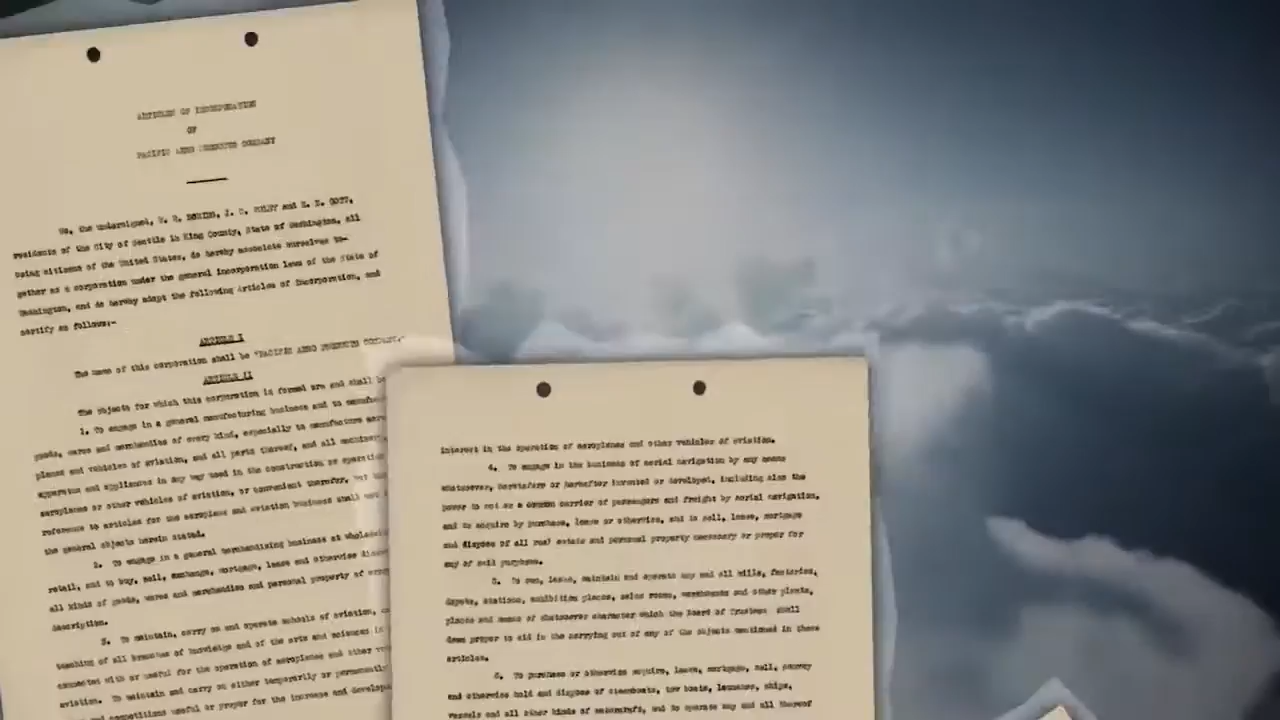 ARTICLES OF INCORPORATION
OF
PACIFIC AERO PRODUCTS COMPANY
We, the undersigned, W. E. BOEING, J. C. FOLEY and E. N. GOTT,
residents of the City of Seattle in King County, State of Washington, all
being citizens of the United States, do hereby associate ourselves to-
gether as a corporation under the general incorporation laws of the State of
Washington, and do hereby adopt the following Articles of Incorporation, and
certify as follows:-
ARTICLE I
The name of this corporation shall be "PACIFIC AERO PRODUCTS COMPANY."
ARTICLE II
The objects for which this corporation is formed are and shall be
1. To engage in a general manufacturing business and to
goods, wares and merchandise of every kind, especially to manufacture
planes and vehicles of aviation, and all parts thereof, and all machinery,
apparatus and appliances in any way used in the construction or
aeroplanes or other vehicles of aviation, or convenient therefor, but
reference to articles for the aeroplane and aviation business shall not
the general objects herein stated.
2. To engage in a general merchandising business at
retail, and to buy, sell, exchange, mortgage, lease and otherwise
all kinds of goods, wares and merchandise and personal property of
description.
3. To maintain, carry on and operate schools of aviation,
teaching of all branches of knowledge and of the arts and sciences in
connected with or useful for the operation of aeroplanes and other
aviation. To maintain and carry on either temporarily or permanently
and competitions useful or proper for the increase and
interest in the operation of aeroplanes and other vehicles of aviation.
4. To engage in the business of aerial navigation by any means
whatsoever, heretofore or hereafter invented or developed, including also the
power to act as a common carrier of passengers and freight by aerial navigation,
and to acquire by purchase, lease or otherwise, and to sell, lease, mortgage
and dispose of all real estate and personal property necessary or proper for
any of said purposes.
5. To own, lease, maintain and operate any and all mills, factories,
depots, stations, exhibition places, sales rooms, warehouses and other plants,
places and means of whatsoever character which the Board of Trustees shall
deem proper to aid in the carrying out of any of the objects mentioned in these
articles.
6. To purchase or otherwise acquire, lease, mortgage, sell, convey
and otherwise hold and dispose of steamboats, tow boats, launches, ships,
vessels and all other kinds of watercraft, and to operate any and all thereof